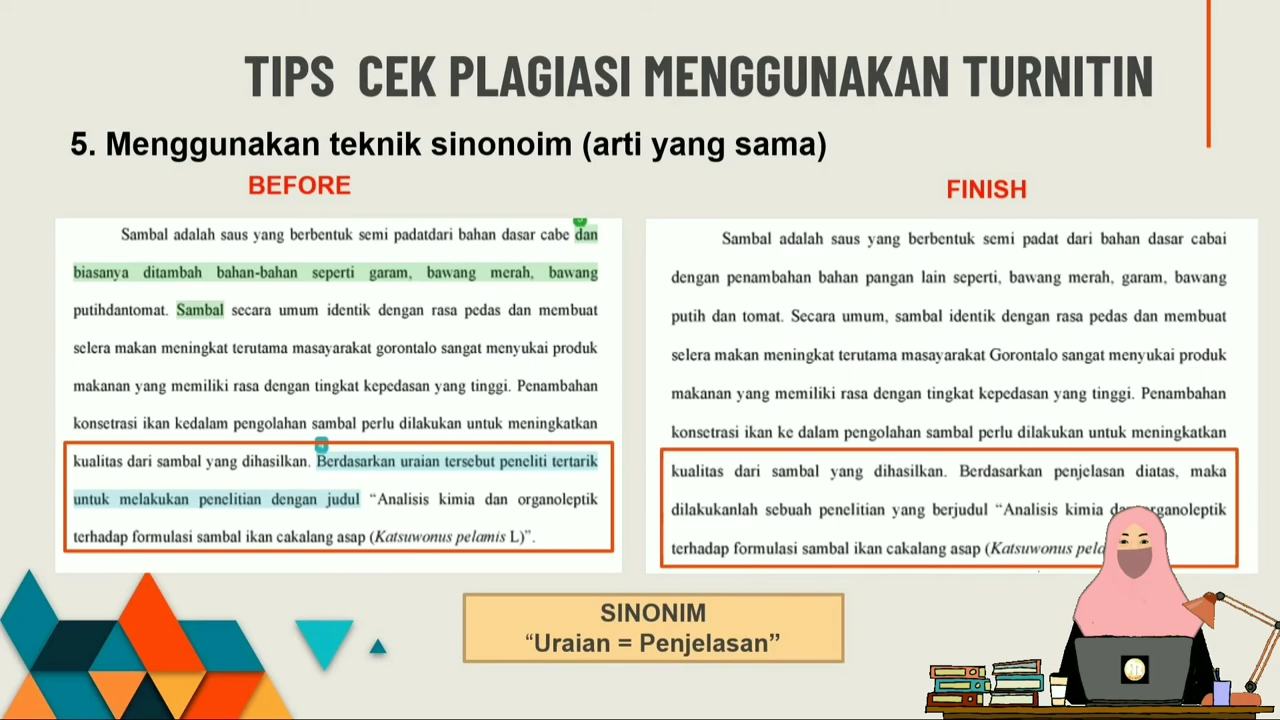 TIPS CEK PLAGIASI MENGGUNAKAN TURNITIN
5. Menggunakan teknik sinonoim (arti yang sama)
BEFORE
Sambal adalah saus yang berbentuk semi padatdari bahan dasar cabe dan
biasanya ditambah bahan-bahan seperti garam, bawang merah, bawang
putihdantomat. Sambal secara umum identik dengan rasa pedas dan membuat
selera makan meningkat terutama masayarakat gorontalo sangat menyukai produk
makanan yang memiliki rasa dengan tingkat kepedasan yang tinggi. Penambahan
konsetrasi ikan kedalam pengolahan sambal perlu dilakukan untuk meningkatkan
kualitas dari sambal yang dihasilkan. Berdasarkan uraian tersebut peneliti tertarik
untuk melakukan penelitian dengan judul “Analisis kimia dan organoleptik
terhadap formulasi sambal ikan cakalang asap (Katsuwonus pelamis L)”.
FINISH
Sambal adalah saus yang berbentuk semi padat dari bahan dasar cabai
dengan penambahan bahan pangan lain seperti, bawang merah, garam, bawang
putih dan tomat. Secara umum, sambal identik dengan rasa pedas dan membuat
selera makan meningkat terutama masayarakat Gorontalo sangat menyukai produk
makanan yang memiliki rasa dengan tingkat kepedasan yang tinggi. Penambahan
konsetrasi ikan ke dalam pengolahan sambal perlu dilakukan untuk meningkatkan
kualitas dari sambal yang dihasilkan. Berdasarkan penjelasan diatas, maka
dilakukanlah sebuah penelitian yang berjudul “Analisis kimia dan organoleptik
terhadap formulasi sambal ikan cakalang asap (Katsuwonus
SINONIM
“Uraian = Penjelasan”